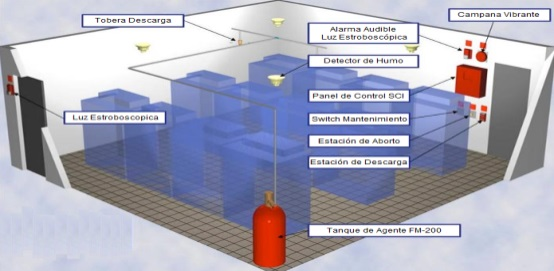 Tobera Descarga
Campana Vibrante
Alarma Audible
Luz Estroboscópica
Detector de Humo
Panel de Control SCI
Luz Estroboscopica
Switch Mantenimiento
Estación de Aborto
Estación de Descarga
Tanque de Agente FM-200